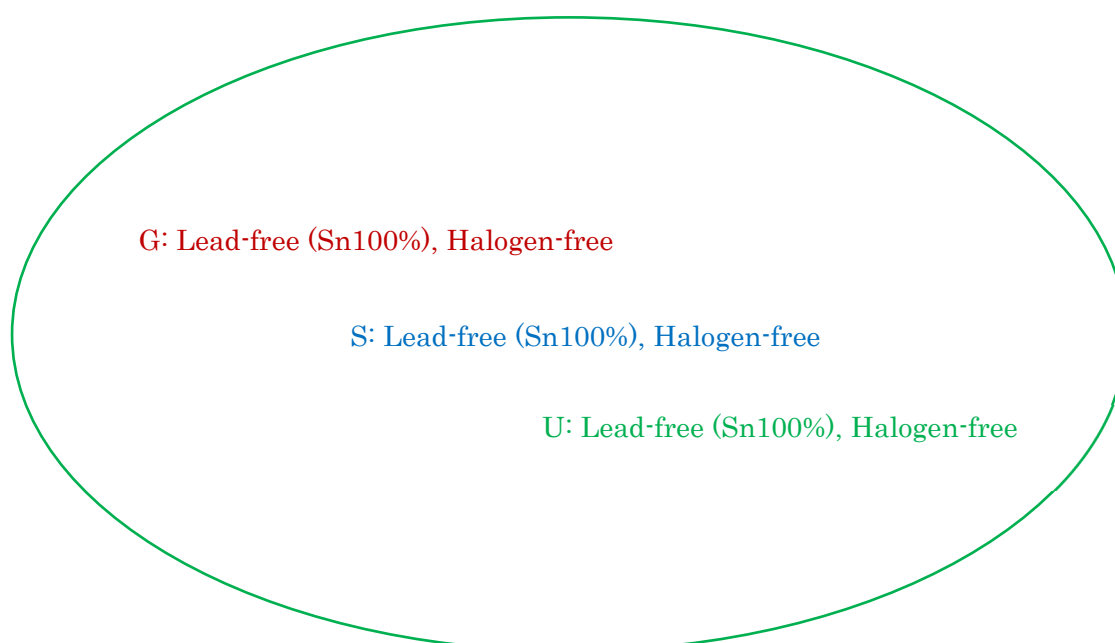 G: Lead-free (Sn100%), Halogen-free
S: Lead-free (Sn100%), Halogen-free
U: Lead-free (Sn100%), Halogen-free